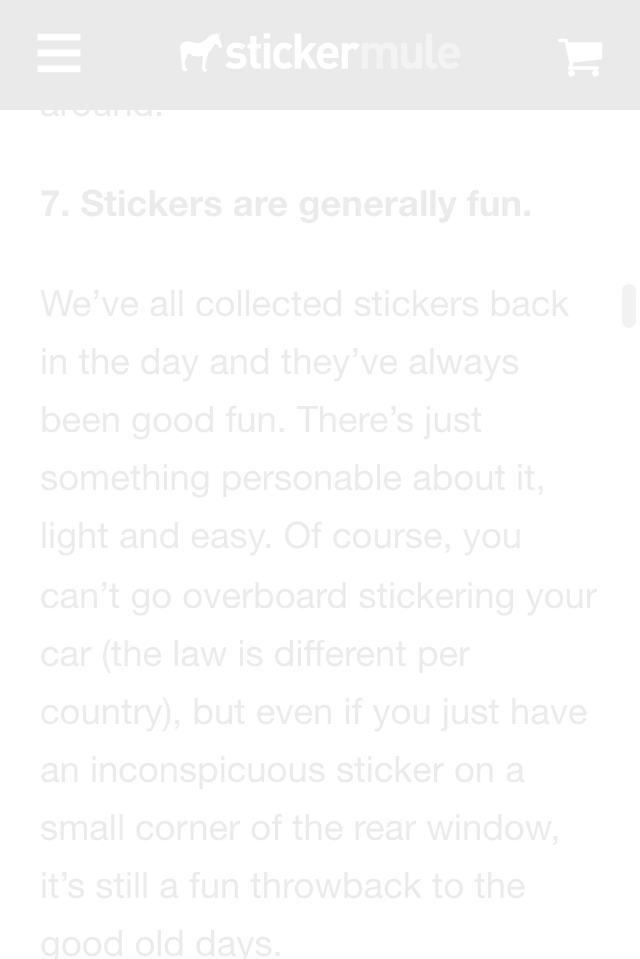 stickermule
around.
7. Stickers are generally fun.
We’ve all collected stickers back
in the day and they’ve always
been good fun. There’s just
something personable about it,
light and easy. Of course, you
can’t go overboard stickering your
car (the law is different per
country), but even if you just have
an inconspicuous sticker on a
small corner of the rear window,
it’s still a fun throwback to the
good old days.